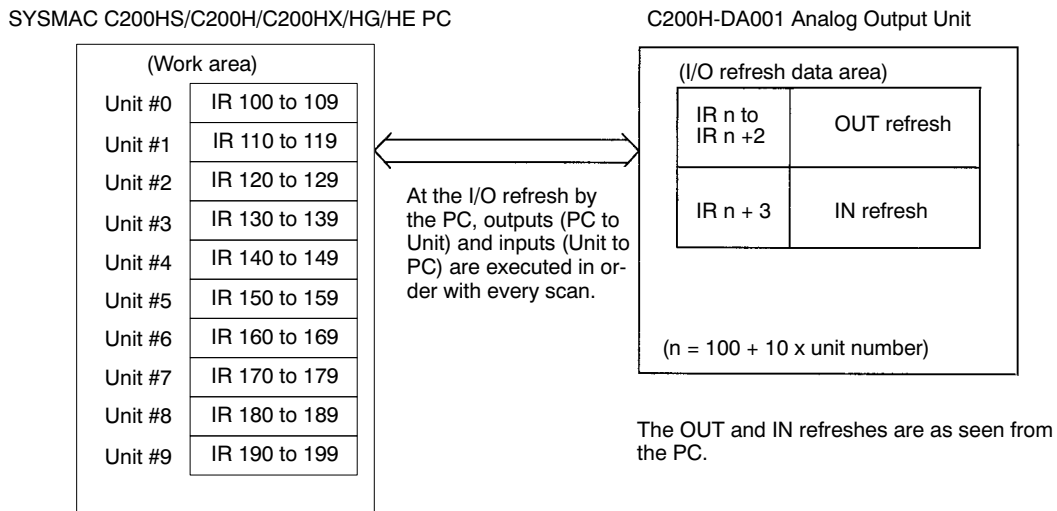 SYSMAC C200HS/C200H/C200HX/HG/HE PC
(Work area)
Unit #0 IR 100 to 109
Unit #1 IR 110 to 119
Unit #2 IR 120 to 129
Unit #3 IR 130 to 139
Unit #4 IR 140 to 149
Unit #5 IR 150 to 159
Unit #6 IR 160 to 169
Unit #7 IR 170 to 179
Unit #8 IR 180 to 189
Unit #9 IR 190 to 199
At the I/O refresh by
the PC, outputs (PC to
Unit) and inputs (Unit to
PC) are executed in or-
der with every scan.
C200H-DA001 Analog Output Unit
(I/O refresh data area)
IR n to
IR n +2
OUT refresh
IR n + 3
IN refresh
(n = 100 + 10 x unit number)
The OUT and IN refreshes are as seen from
the PC.